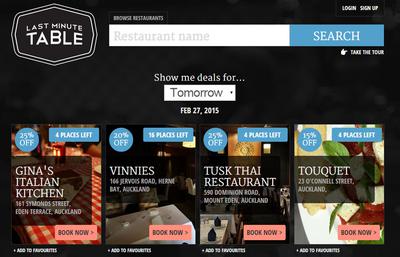 LOGIN SIGN UP
LAST MINUTE
TABLE
BROWSE RESTAURANTS
Restaurant name
SEARCH
TAKE THE TOUR
Show me deals for...
Tomorrow
FEB 27, 2015
25%
OFF
4 PLACES LEFT
GINA'S
ITALIAN
KITCHEN
161 SYMONDS STREET,
EDEN TERRACE, AUCKLAND
BOOK NOW >
+ ADD TO FAVOURITES
20%
OFF
16 PLACES LEFT
VINNIES
166 JERVOIS ROAD, HERNE
BAY, AUCKLAND
BOOK NOW >
+ ADD TO FAVOURITES
25%
OFF
4 PLACES LEFT
TUSK THAI
RESTAURANT
590 DOMINION ROAD,
MOUNT EDEN, AUCKLAND
BOOK NOW >
+ ADD TO FAVOURITES
15%
OFF
4 PLACES LEFT
TOUQUET
23 O'CONNELL STREET,
AUCKLAND,
BOOK NOW >
+ ADD TO FAVOURITES